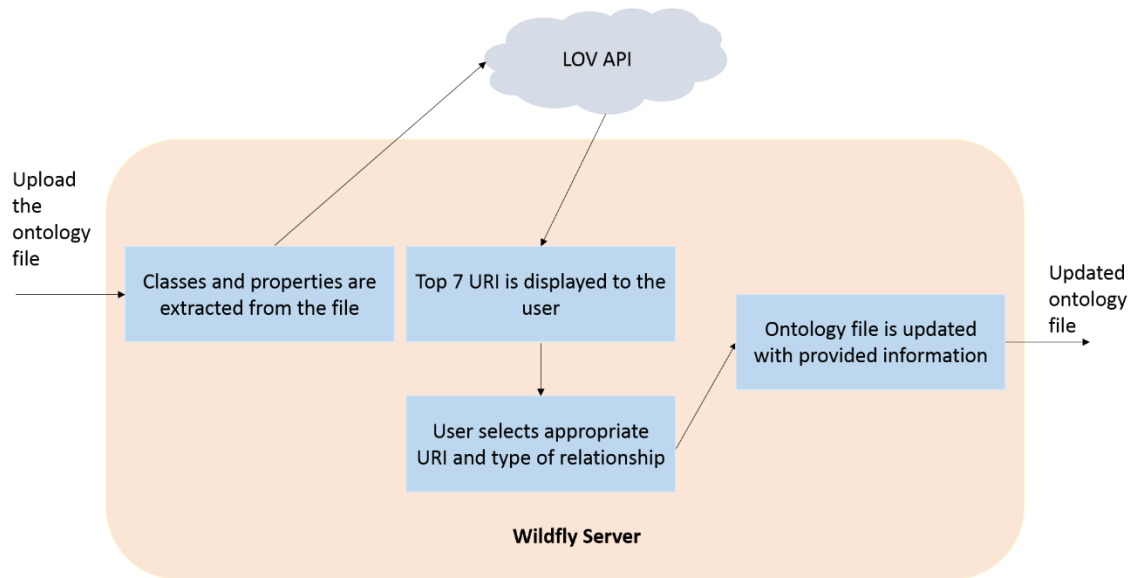 LOV API
Upload
the
ontology
file
Classes and properties are
extracted from the file
Top 7 URI is displayed to the
user
User selects appropriate
URI and type of relationship
Ontology file is updated
with provided information
Updated
ontology
file
Wildfly Server